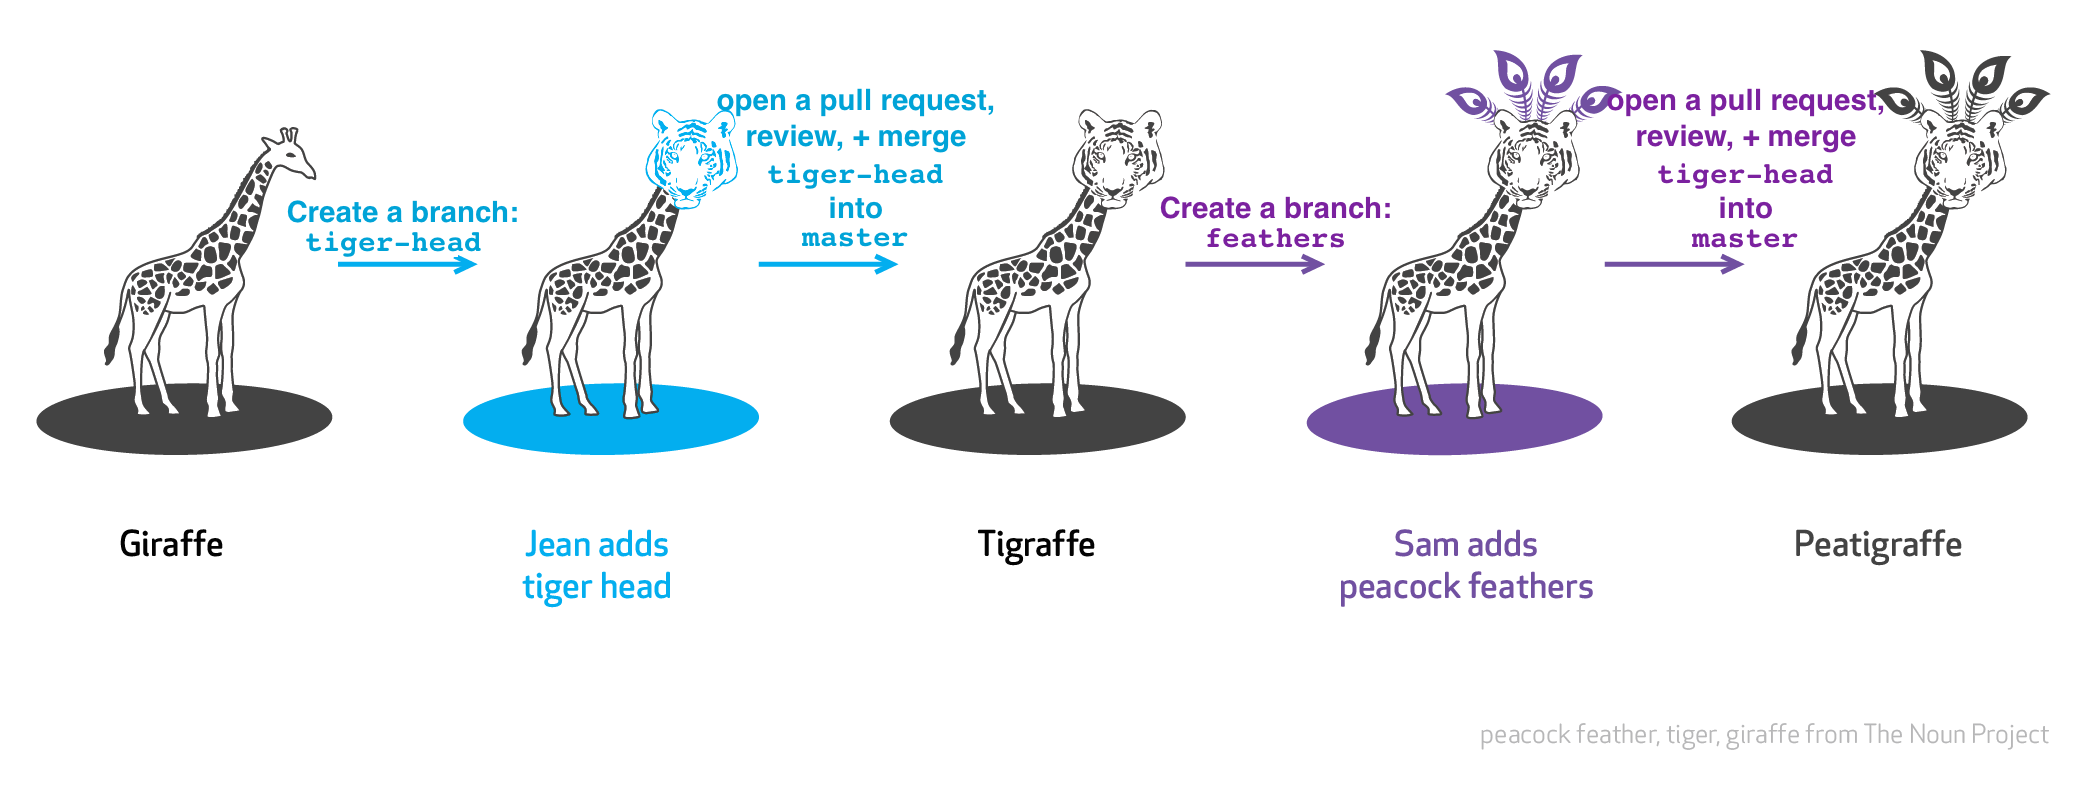 open a pull request,
review, + merge
tiger-head
into
master
open a pull request,
review, + merge
tiger-head
into
master
Create a branch:
tiger-head
Create a branch:
feathers
Giraffe
Jean adds
tiger head
Tigraffe
Sam adds
peacock feathers
Peatigraffe
peacock feather, tiger, giraffe from The Noun Project